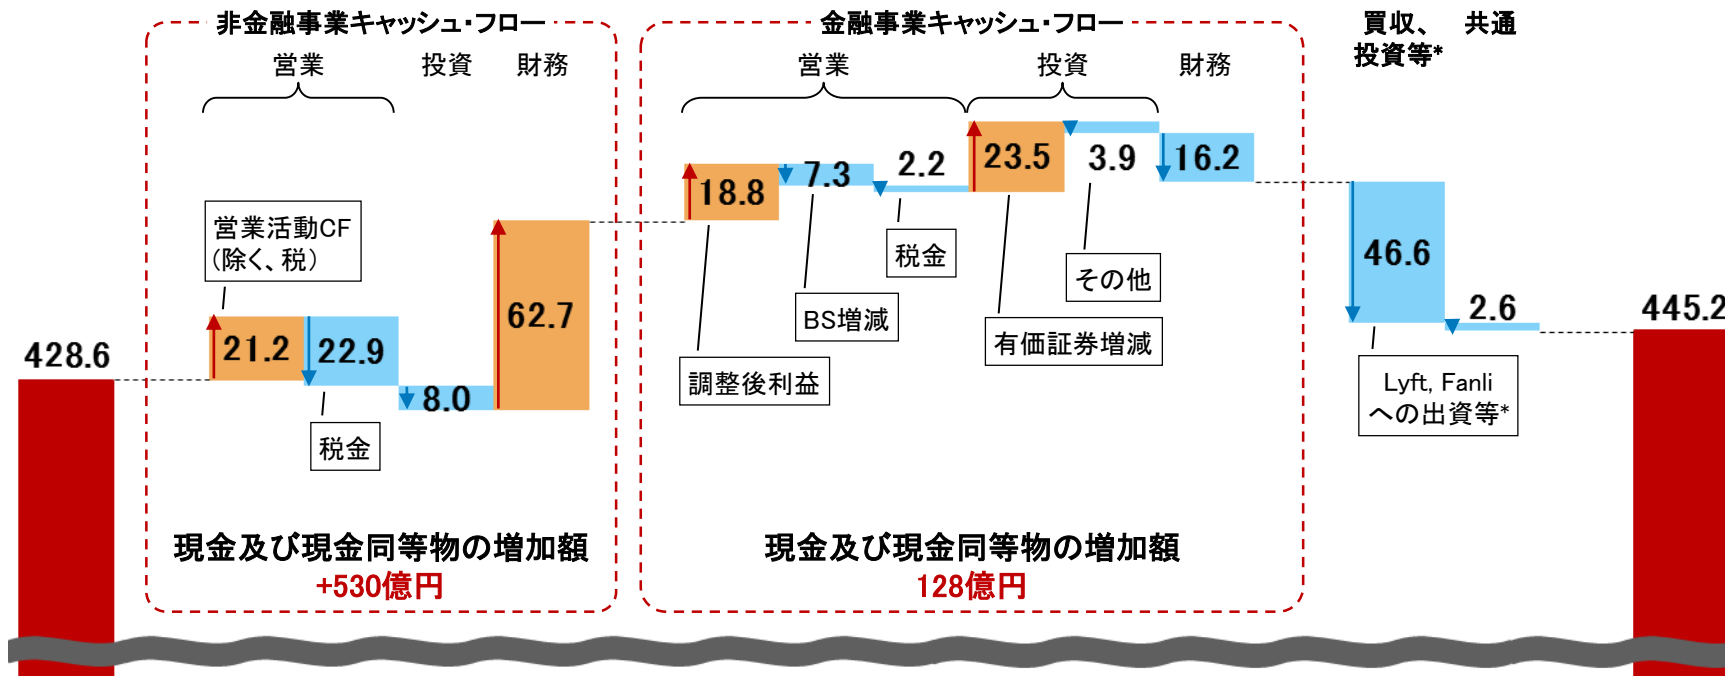 非金融事業キャッシュ・フロー
営業
投資
財務
金融事業キャッシュ・フロー
営業
投資
財務
買収、
投資等*
共通
428.6
21.2
22.9
8.0
62.7
営業活動CF
(除く、税)
税金
18.8
7.3
2.2
23.5
3.9
16.2
調整後利益
BS増減
税金
有価証券増減
その他
46.6
2.6
Lyft, Fanli
への出資等*
445.2
現金及び現金同等物の増加額
+530億円
現金及び現金同等物の増加額
128億円